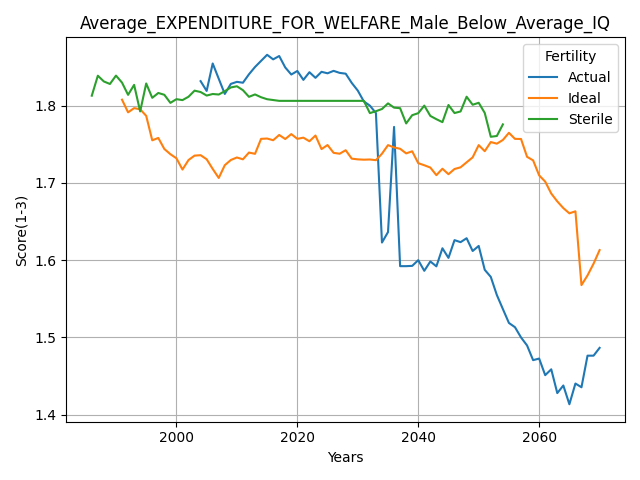 Average_EXPENDITURE_FOR_WELFARE_Male_Below_Average_IQ
Fertility
Actual
Ideal
Sterile
Score(1-3)
1.8
1.7
1.6
1.5
1.4
2000
2020
2040
2060
Years